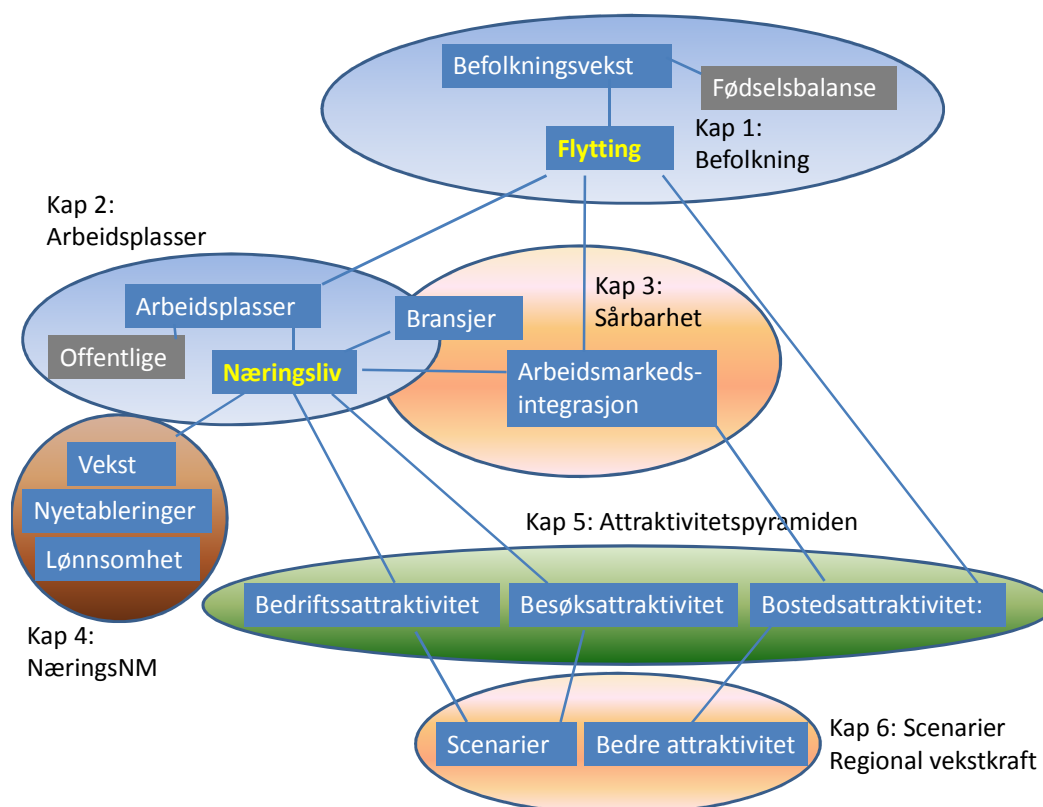 Befolkningsvekst
Fødselsbalanse
Kap 1:
Befolkning
Flytting
Kap 2:
Arbeidsplasser
Arbeidsplasser
Offentlige
Næringsliv
Bransjer
Kap 3:
Sårbarhet
Arbeidsmarkeds-
integrasjon
Vekst
Nyetableringer
Lønnsomhet
Kap 4:
NæringsNM
Kap 5: Attraktivitetspyramiden
Bedriftssattraktivitet
Besøksattraktivitet
Bostedsattraktivitet:
Scenarier
Bedre attraktivitet
Kap 6: Scenarier
Regional vekstkraft